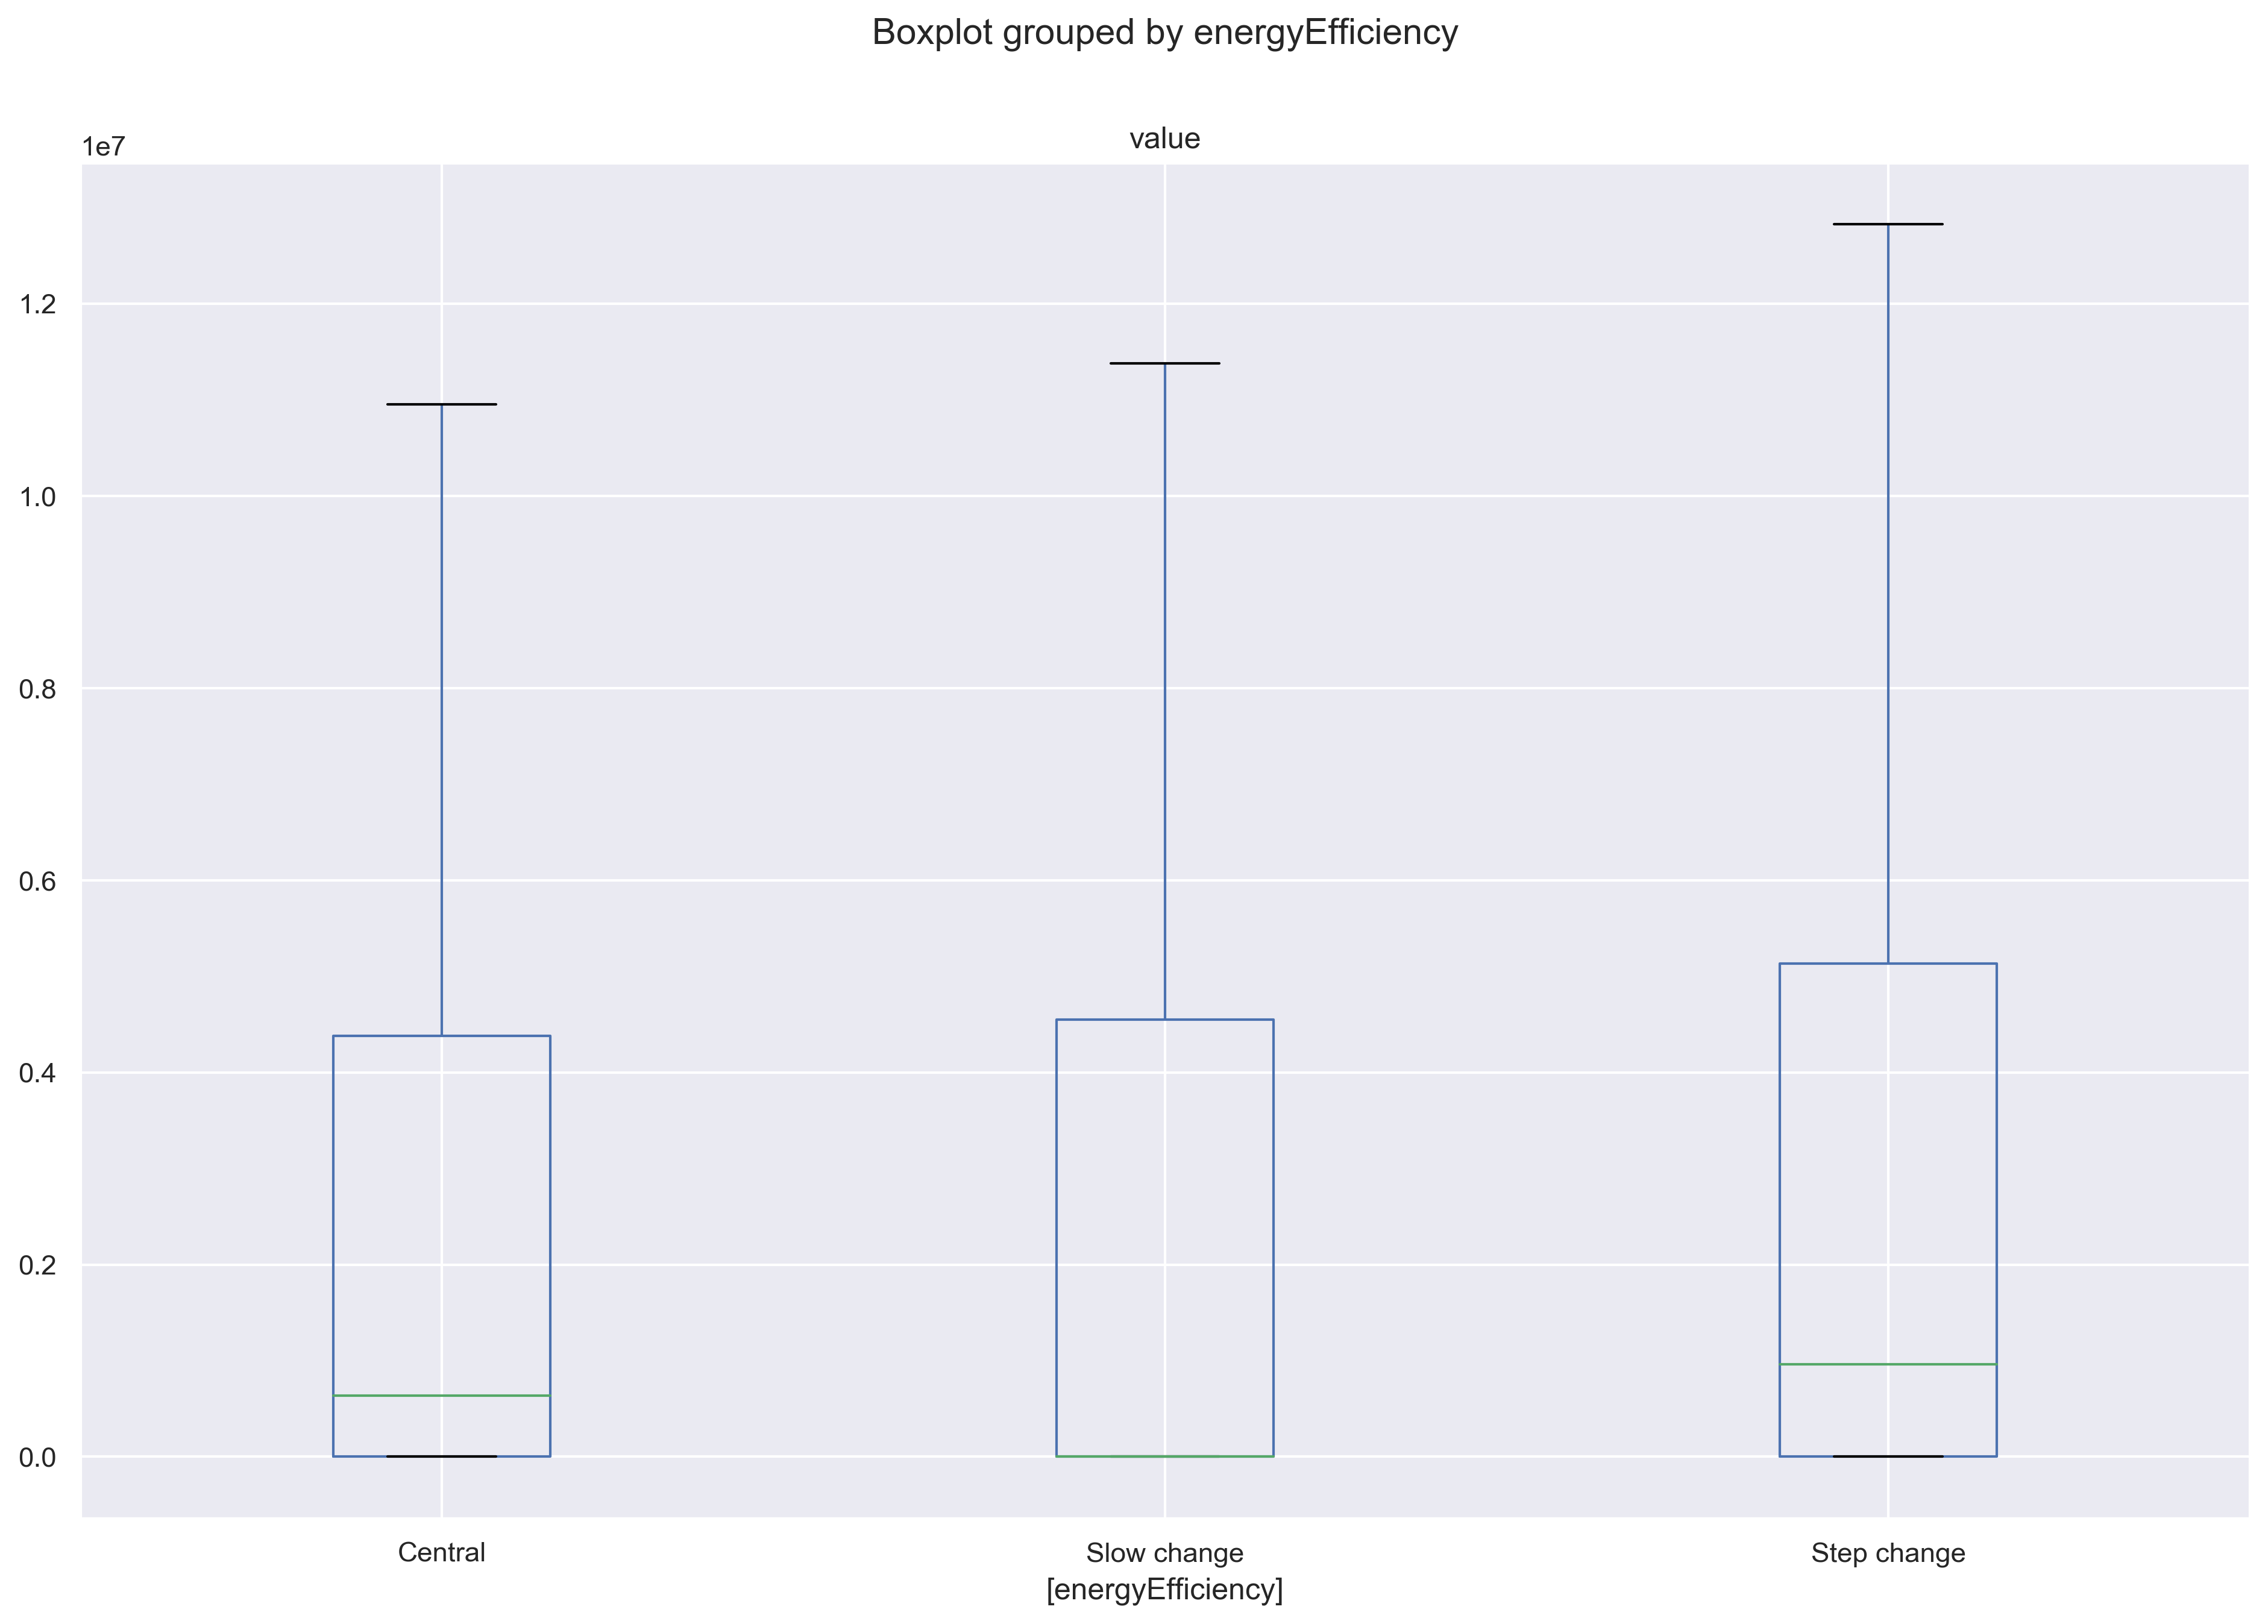 Boxplot grouped by energyEfficiency
value
1e7
1.2
1.0
0.8
0.6
0.4
0.2
0.0
Central
Slow change
Step change
[energyEfficiency]